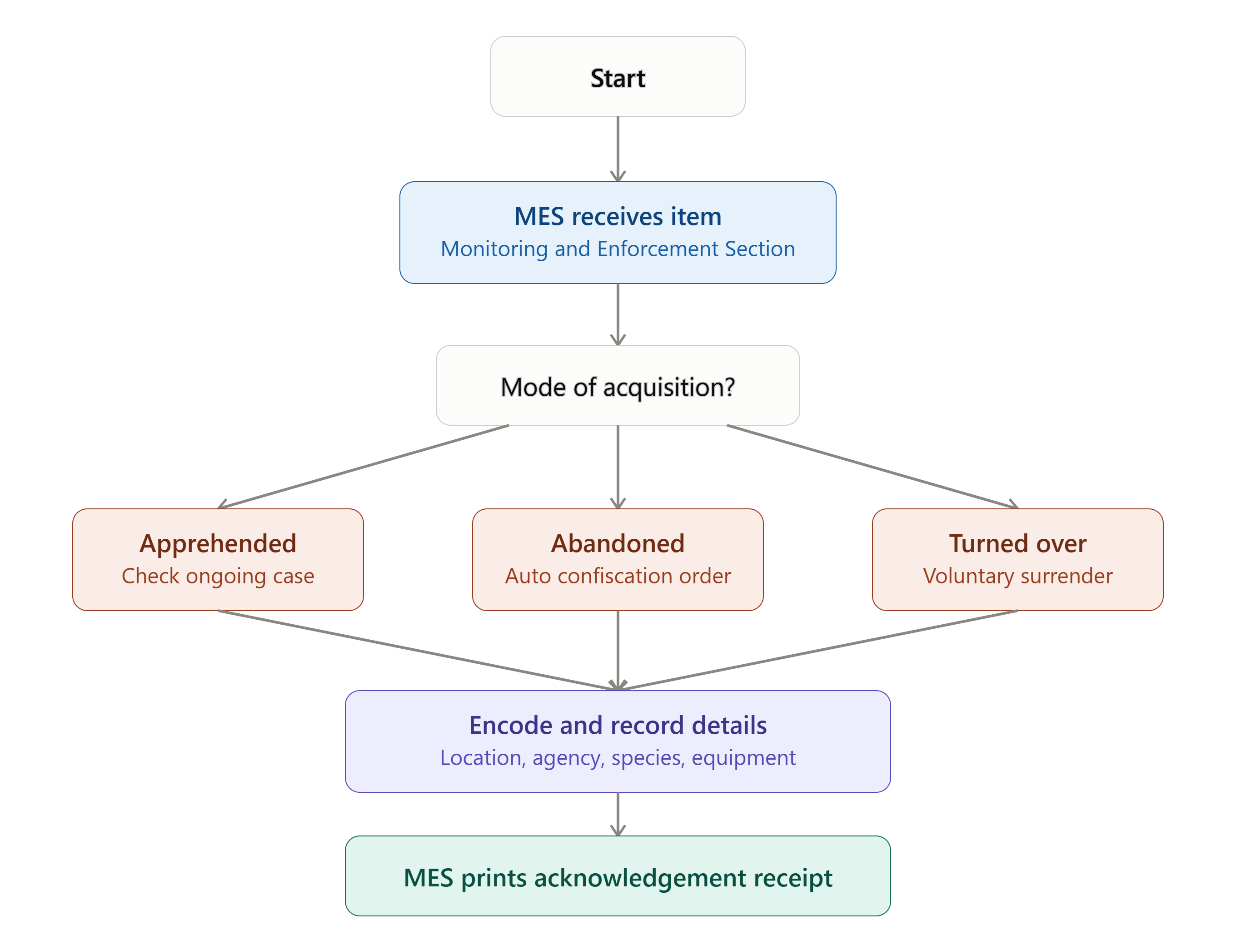 Start
MES receives item
Monitoring and Enforcement Section
Mode of acquisition?
Apprehended
Check ongoing case
Abandoned
Auto confiscation order
Turned over
Voluntary surrender
Encode and record details
Location, agency, species, equipment
MES prints acknowledgement receipt